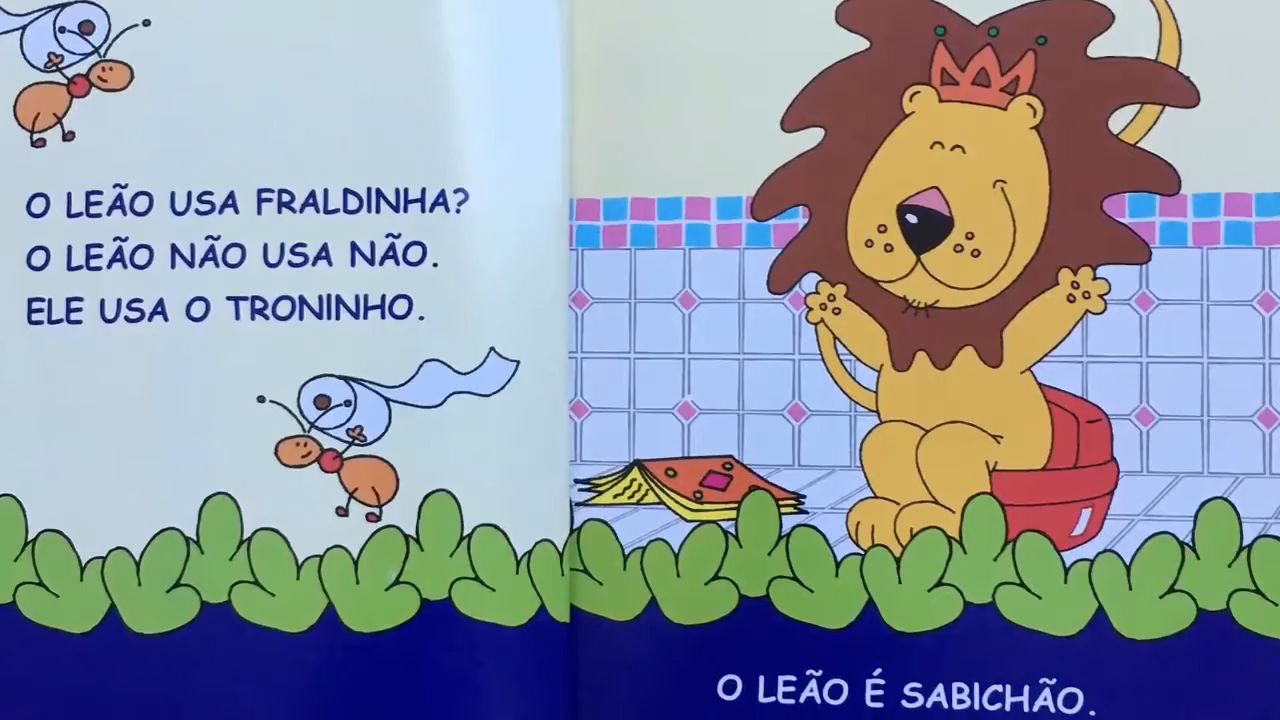 O LEÃO USA FRALDINHA?
O LEÃO NÃO USA NÃO.
ELE USA O TRONINHO.
O LEÃO É SABICHÃO.